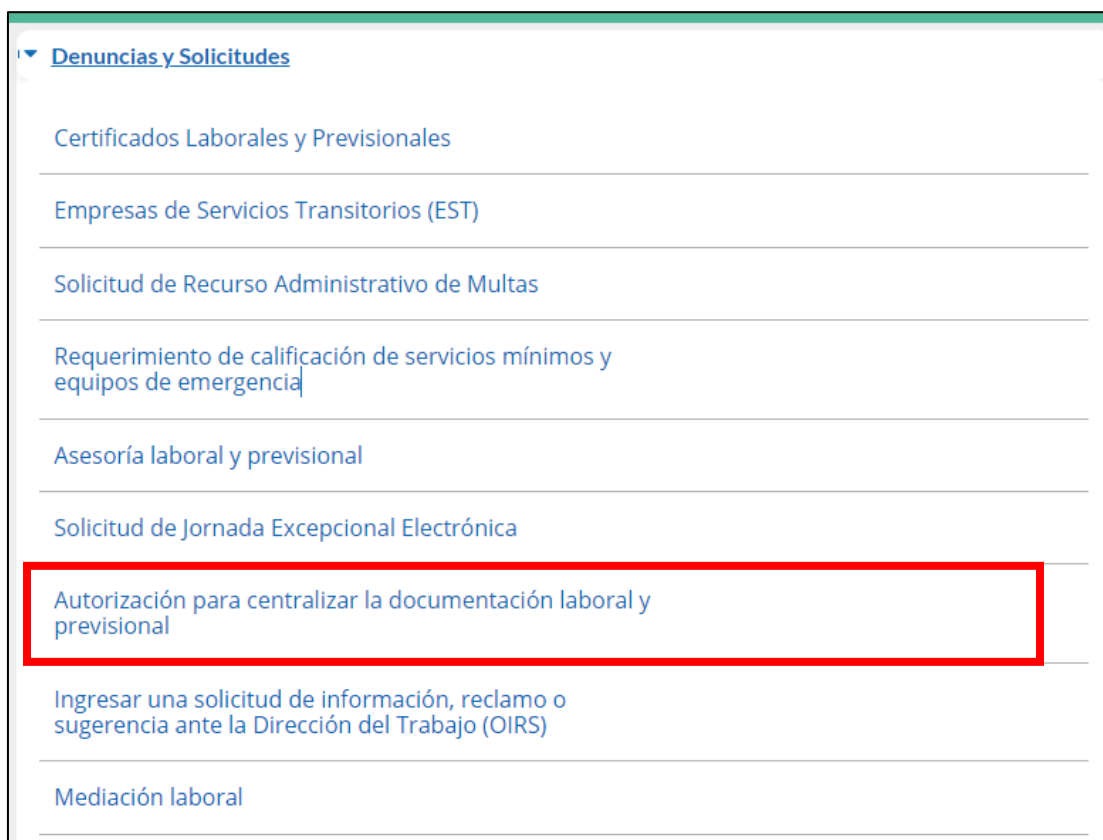 Denuncias y Solicitudes
Certificados Laborales y Previsionales
Empresas de Servicios Transitorios (EST)
Solicitud de Recurso Administrativo de Multas
Requerimiento de calificación de servicios mínimos y
equipos de emergencia
Asesoría laboral y previsional
Solicitud de Jornada Excepcional Electrónica
Autorización para centralizar la documentación laboral y
previsional
Ingresar una solicitud de información, reclamo o
sugerencia ante la Dirección del Trabajo (OIRS)
Mediación laboral